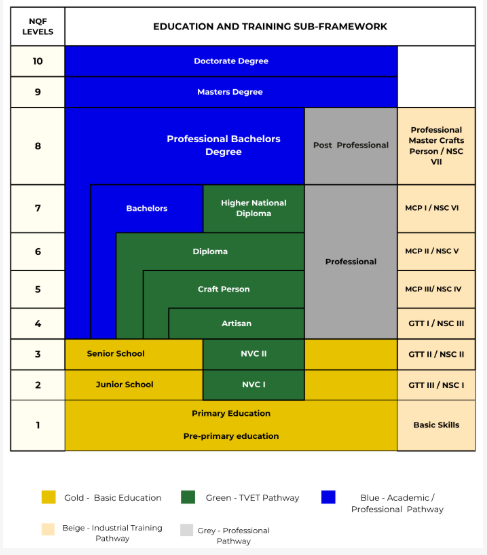 NQF
LEVELS
EDUCATION AND TRAINING SUB-FRAMEWORK
10
Doctorate Degree
9
Masters Degree
8
Professional Bachelors
Degree
Post Professional
Professional
Master Crafts
Person / NSC
VII
7
Bachelors
Higher National
Diploma
MCP I / NSC VI
6
Diploma
MCP II / NSC V
Professional
5
Craft Person
MCP III/ NSC IV
4
Artisan
GTT I / NSC III
3
Senior School
NVC II
GTT II / NSC II
2
Junior School
NVC I
GTT III / NSC I
1
Primary Education
Pre-primary education
Basic Skills
Gold - Basic Education
Green - TVET Pathway
Blue - Academic /
Professional Pathway
Beige - Industrial Training
Pathway
Grey - Professional
Pathway